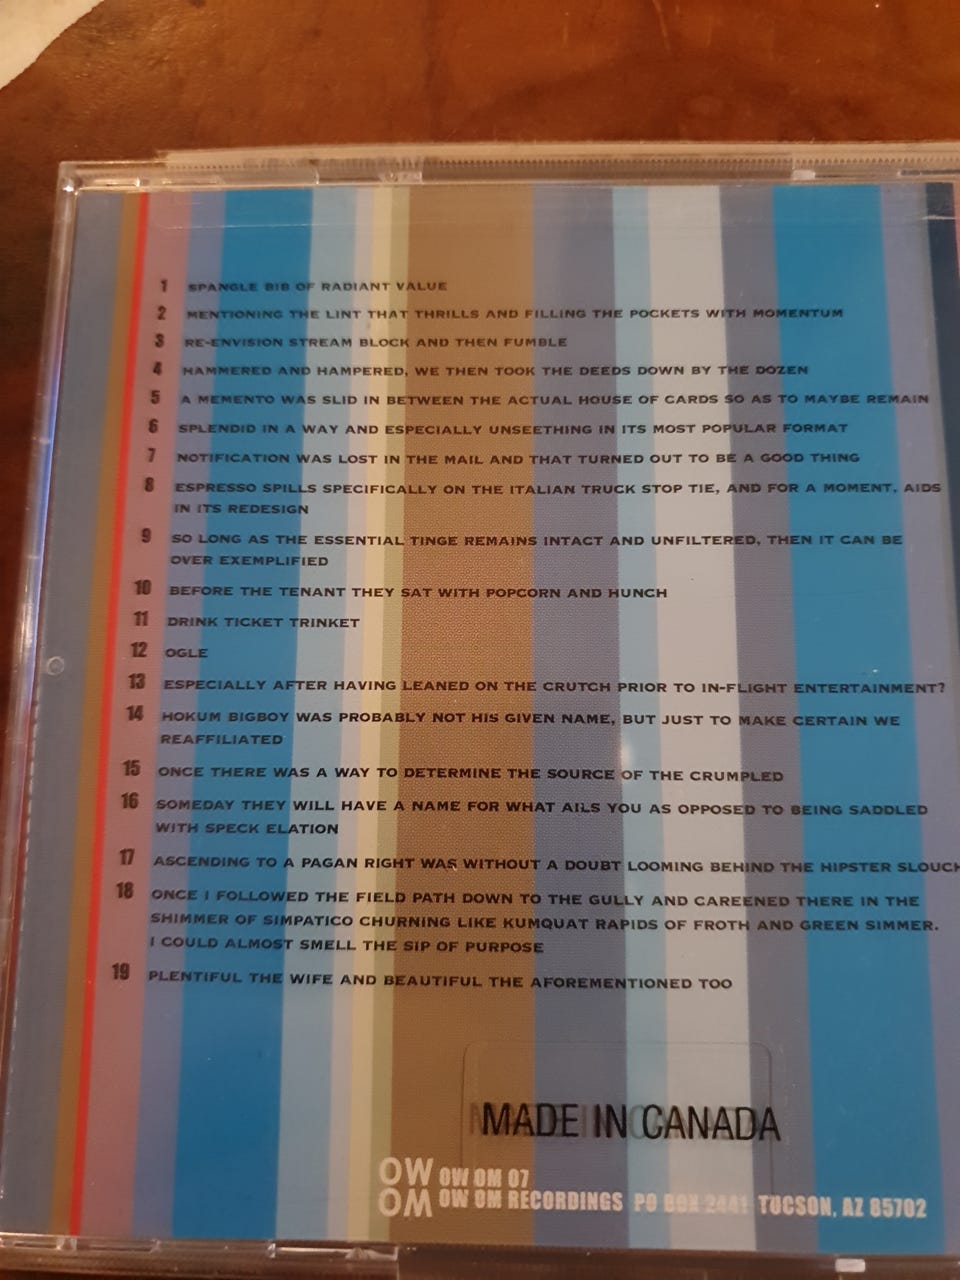 1 SPANGLE BIB OF RADIANT VALUE
2 MENTIONING THE LINT THAT THRILLS AND FILLING THE POCKETS WITH MOMENTUM
3 RE-ENVISION STREAM BLOCK AND THEN FUMBLE
4 HAMMERED AND HAMPERED, WE THEN TOOK THE DEEDS DOWN BY THE DOZEN
5 A MEMENTO WAS SLID IN BETWEEN THE ACTUAL HOUSE OF CARDS SO AS TO MAYBE REMAIN
6 SPLENDID IN A WAY AND ESPECIALLY UNSEETHING IN ITS MOST POPULAR FORMAT
7 NOTIFICATION WAS LOST IN THE MAIL AND THAT TURNED OUT TO BE A GOOD THING
8 ESPRESSO SPILLS SPECIFICALLY ON THE ITALIAN TRUCK STOP TIE, AND FOR A MOMENT, AIDS
IN ITS REDESIGN
9 SO LONG AS THE ESSENTIAL TINGE REMAINS INTACT AND UNFILTERED, THEN IT CAN BE
OVER EXEMPLIFIED
10 BEFORE THE TENANT THEY SAT WITH POPCORN AND HUNCH
11 DRINK TICKET TRINKET
12 OGLE
13 ESPECIALLY AFTER HAVING LEANED ON THE CRUTCH PRIOR TO IN-FLIGHT ENTERTAINMENT?
14 HOKUM BIGBOY WAS PROBABLY NOT HIS GIVEN NAME, BUT JUST TO MAKE CERTAIN WE
REAFFILIATED
15 ONCE THERE WAS A WAY TO DETERMINE THE SOURCE OF THE CRUMPLED
16 SOMEDAY THEY WILL HAVE A NAME FOR WHAT AILS YOU AS OPPOSED TO BEING SADDLED
WITH SPECK ELATION
17 ASCENDING TO A PAGAN RIGHT WAS WITHOUT A DOUBT LOOMING BEHIND THE HIPSTER SLOUCH
18 ONCE I FOLLOWED THE FIELD PATH DOWN TO THE GULLY AND CAREENED THERE IN THE
SHIMMER OF SIMPATICO CHURNING LIKE KUMQUAT RAPIDS OF FROTH AND GREEN SIMMER.
I COULD ALMOST SMELL THE SIP OF PURPOSE
19 PLENTIFUL THE WIFE AND BEAUTIFUL THE AFOREMENTIONED TOO
MADE IN CANADA
OW OW OM 07
OM OW OM RECORDINGS PO BOX 2441 TUCSON, AZ 85702